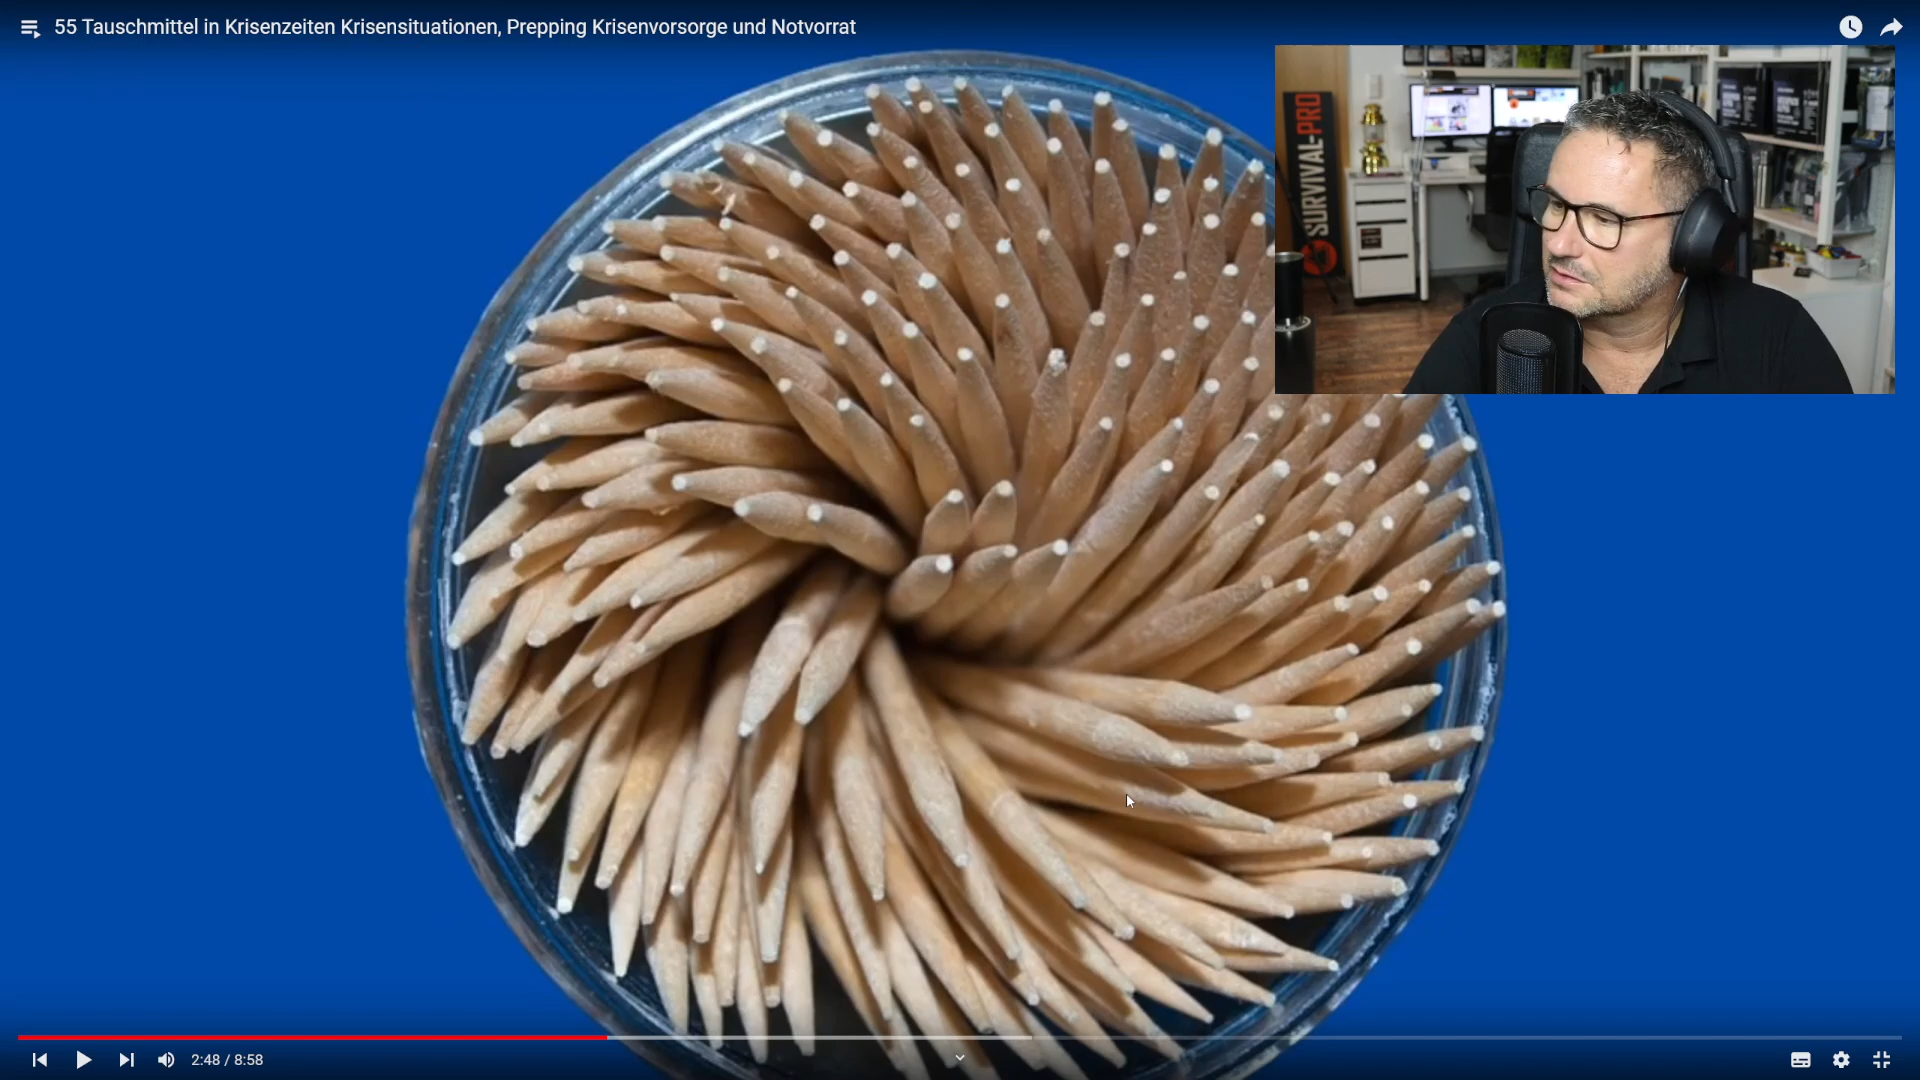 55 Tauschmittel in Krisenzeiten Krisensituationen, Prepping Krisenvorsorge und Notvorrat
SURVIVAL-PRO
2:48 / 8:58